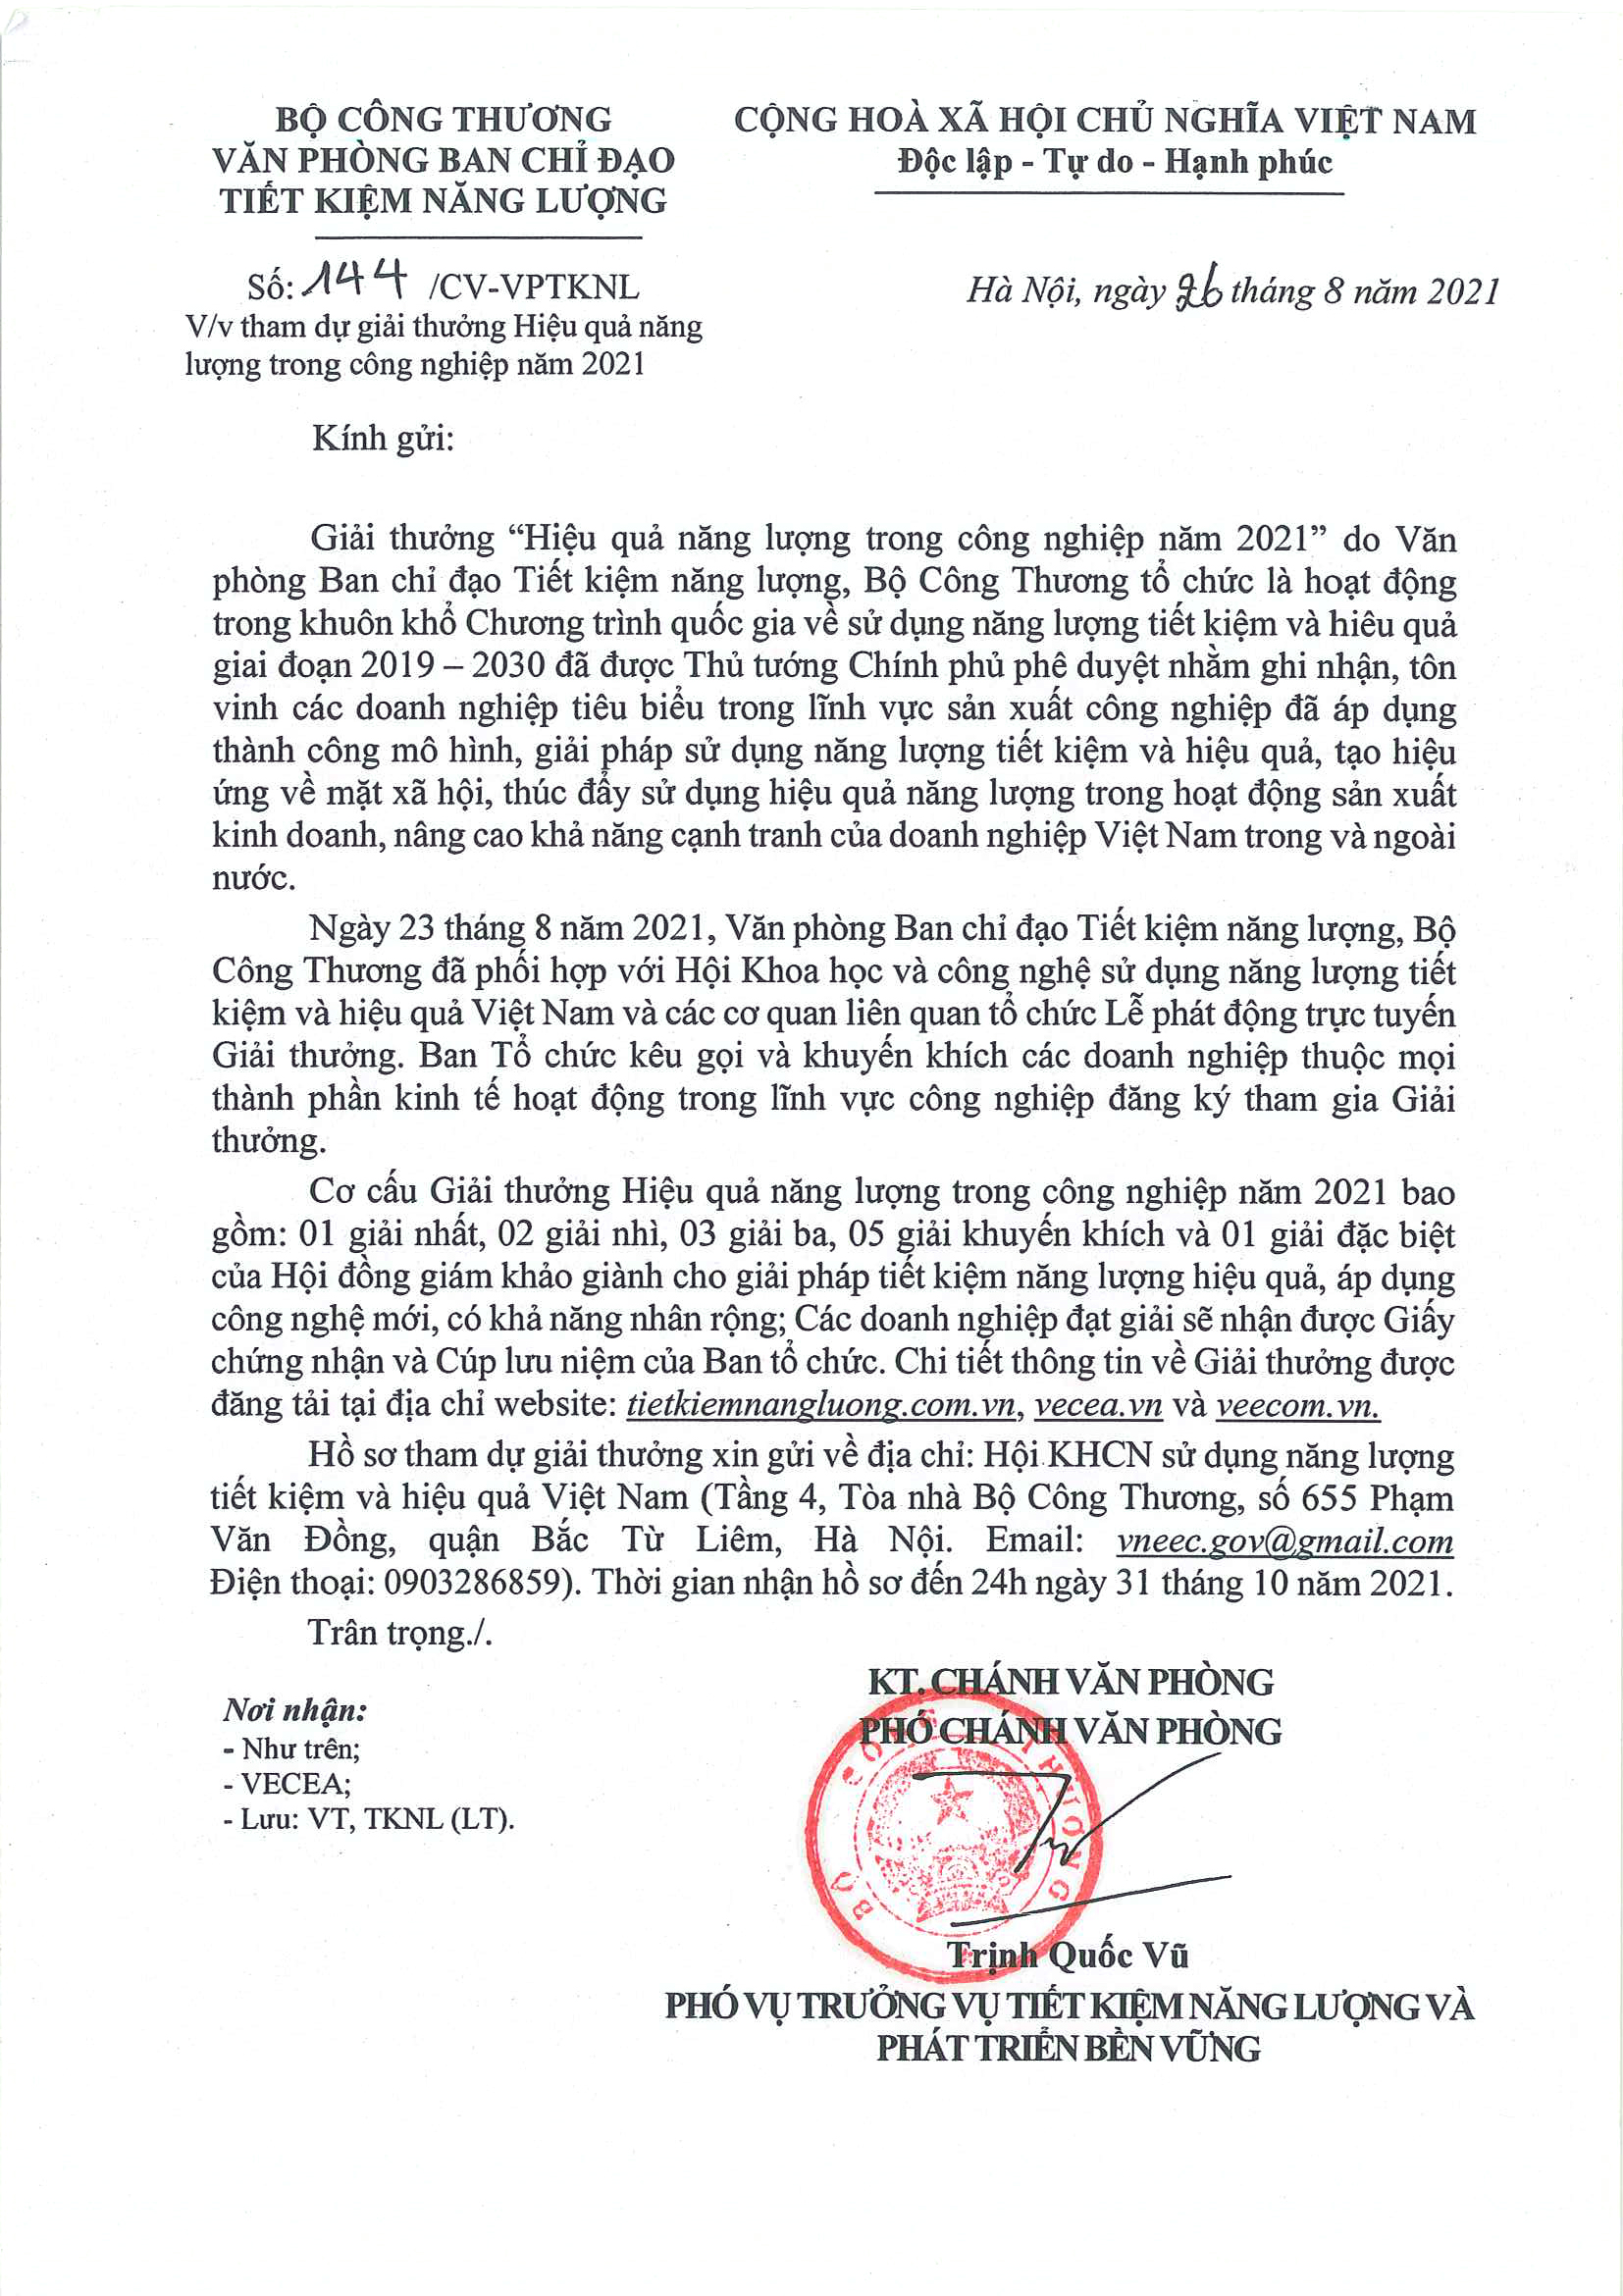 BỘ CÔNG THƯƠNG
VĂN PHÒNG BAN CHỈ ĐẠO
TIẾT KIỆM NĂNG LƯỢNG
CỘNG HOÀ XÃ HỘI CHỦ NGHĨA VIỆT NAM
Độc lập - Tự do - Hạnh phúc
Số: 144 /CV-VPTKNL
V/v tham dự giải thưởng Hiệu quả năng
lượng trong công nghiệp năm 2021
Hà Nội, ngày 26 tháng 8 năm 2021
Kính gửi:
Giải thưởng “Hiệu quả năng lượng trong công nghiệp năm 2021” do Văn
phòng Ban chỉ đạo Tiết kiệm năng lượng, Bộ Công Thương tổ chức là hoạt động
trong khuôn khổ Chương trình quốc gia về sử dụng năng lượng tiết kiệm và hiêu quả
giai đoạn 2019 – 2030 đã được Thủ tướng Chính phủ phê duyệt nhằm ghi nhận, tôn
vinh các doanh nghiệp tiêu biểu trong lĩnh vực sản xuất công nghiệp đã áp dụng
thành công mô hình, giải pháp sử dụng năng lượng tiết kiệm và hiệu quả, tạo hiệu
ứng về mặt xã hội, thúc đẩy sử dụng hiệu quả năng lượng trong hoạt động sản xuất
kinh doanh, nâng cao khả năng cạnh tranh của doanh nghiệp Việt Nam trong và ngoài
nước.
Ngày 23 tháng 8 năm 2021, Văn phòng Ban chỉ đạo Tiết kiệm năng lượng, Bộ
Công Thương đã phối hợp với Hội Khoa học và công nghệ sử dụng năng lượng tiết
kiệm và hiệu quả Việt Nam và các cơ quan liên quan tổ chức Lễ phát động trực tuyến
Giải thưởng. Ban Tổ chức kêu gọi và khuyến khích các doanh nghiệp thuộc mọi
thành phần kinh tế hoạt động trong lĩnh vực công nghiệp đăng ký tham gia Giải
thưởng.
Cơ cấu Giải thưởng Hiệu quả năng lượng trong công nghiệp năm 2021 bao
gồm: 01 giải nhất, 02 giải nhì, 03 giải ba, 05 giải khuyến khích và 01 giải đặc biệt
của Hội đồng giám khảo giành cho giải pháp tiết kiệm năng lượng hiệu quả, áp dụng
công nghệ mới, có khả năng nhân rộng; Các doanh nghiệp đạt giải sẽ nhận được Giấy
chứng nhận và Cúp lưu niệm của Ban tổ chức. Chi tiết thông tin về Giải thưởng được
đăng tải tại địa chỉ website: tietkiemnangluong.com.vn, vecea.vn và veecom.vn.
Hồ sơ tham dự giải thưởng xin gửi về địa chỉ: Hội KHCN sử dụng năng lượng
tiết kiệm và hiệu quả Việt Nam (Tầng 4, Tòa nhà Bộ Công Thương, số 655 Phạm
Văn Đồng, quận Bắc Từ Liêm, Hà Nội. Email: vneec.gov@gmail.com
Điện thoại: 0903286859). Thời gian nhận hồ sơ đến 24h ngày 31 tháng 10 năm 2021.
Trân trọng./.
Nơi nhận:
- Như trên;
- VECEA;
- Lưu: VT, TKNL (LT).
KT. CHÁNH VĂN PHÒNG
PHÓ CHÁNH VĂN PHÒNG
BỘ CÔNG THƯƠNG
Trịnh Quốc Vũ
PHÓ VỤ TRƯỞNG VỤ TIẾT KIỆM NĂNG LƯỢNG VÀ
PHÁT TRIỂN BỀN VỮNG